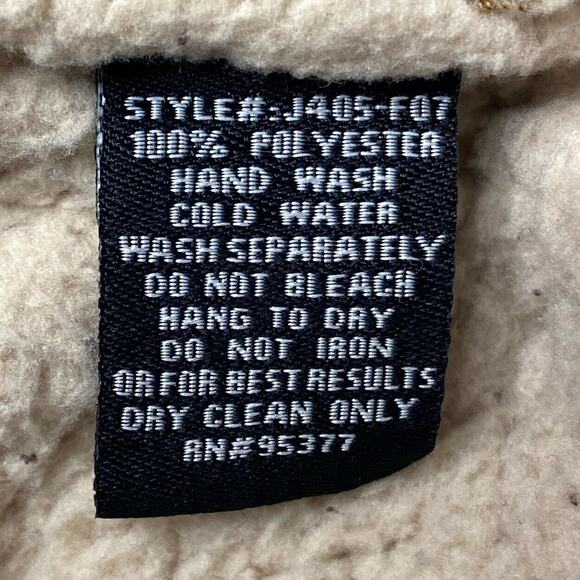 STYLE#:J405-F07
100% POLYESTER
HAND WASH
COLD WATER
WASH SEPARATELY
DO NOT BLEACH
HANG TO DRY
DO NOT IRON
OR FOR BEST RESULTS
DRY CLEAN ONLY
RN#95377